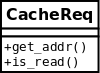 CacheReq
+get_addr()
+is_read()